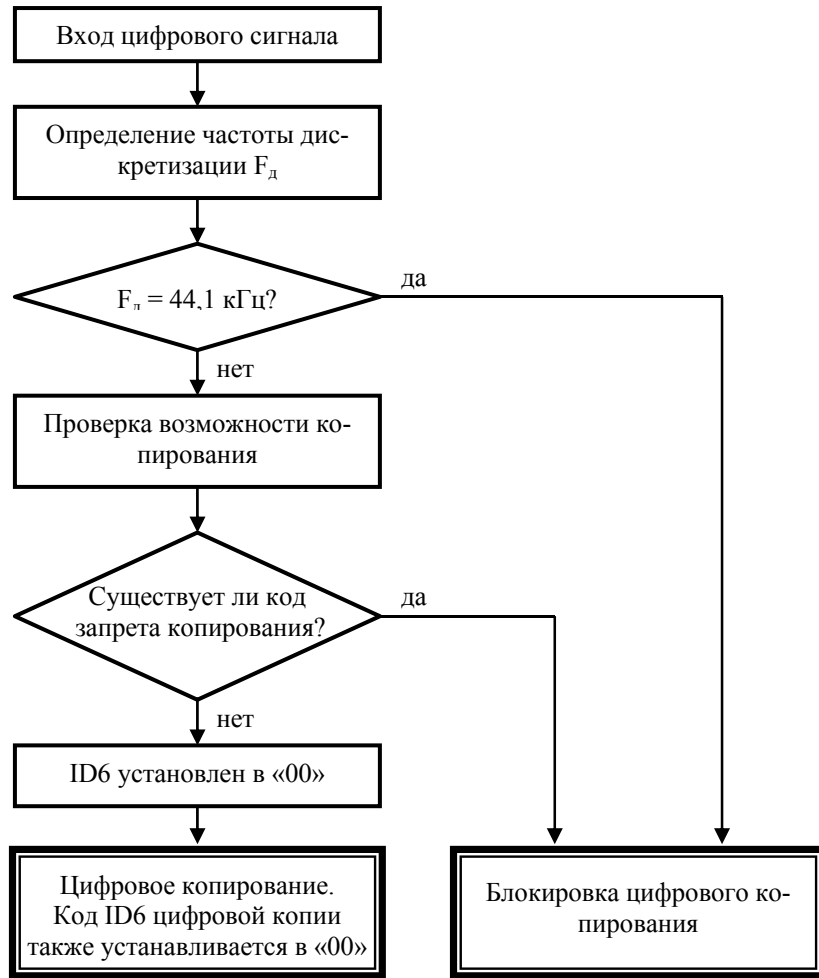 Вход цифрового сигнала
Определение частоты дис-
кретизации Fд
Fд = 44,1 кГц?
да
нет
Проверка возможности ко-
пирования
Существует ли код
запрета копирования?
да
нет
ID6 установлен в «00»
Цифровое копирование.
Код ID6 цифровой копии
также устанавливается в «00»
Блокировка цифрового ко-
пирования